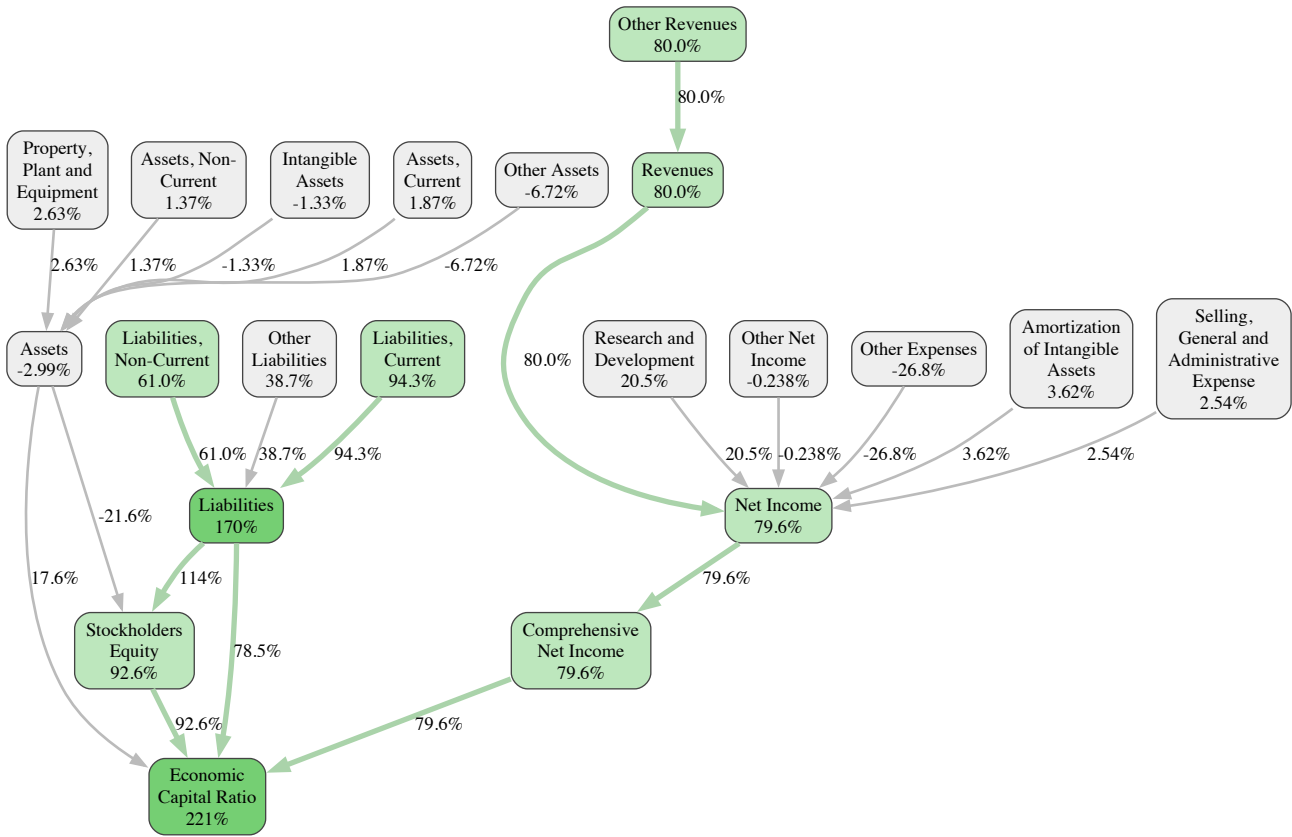 Other Revenues
80.0%
80.0%
Property,
Plant and
Equipment
2.63%
Assets, Non-
Current
1.37%
Intangible
Assets
-1.33%
Assets,
Current
1.87%
Other Assets
-6.72%
Revenues
80.0%
2.63%
1.37%
-1.33%
1.87%
-6.72%
Assets
-2.99%
Liabilities,
Non-Current
61.0%
Other
Liabilities
38.7%
Liabilities,
Current
94.3%
80.0%
Research and
Development
20.5%
Other Net
Income
-0.238%
Other Expenses
-26.8%
Amortization
of Intangible
Assets
3.62%
Selling,
General and
Administrative
Expense
2.54%
61.0%
38.7%
94.3%
20.5%
-0.238%
-26.8%
3.62%
2.54%
Liabilities
170%
Net Income
79.6%
-21.6%
17.6%
114%
79.6%
Stockholders
Equity
92.6%
78.5%
Comprehensive
Net Income
79.6%
92.6%
79.6%
Economic
Capital Ratio
221%